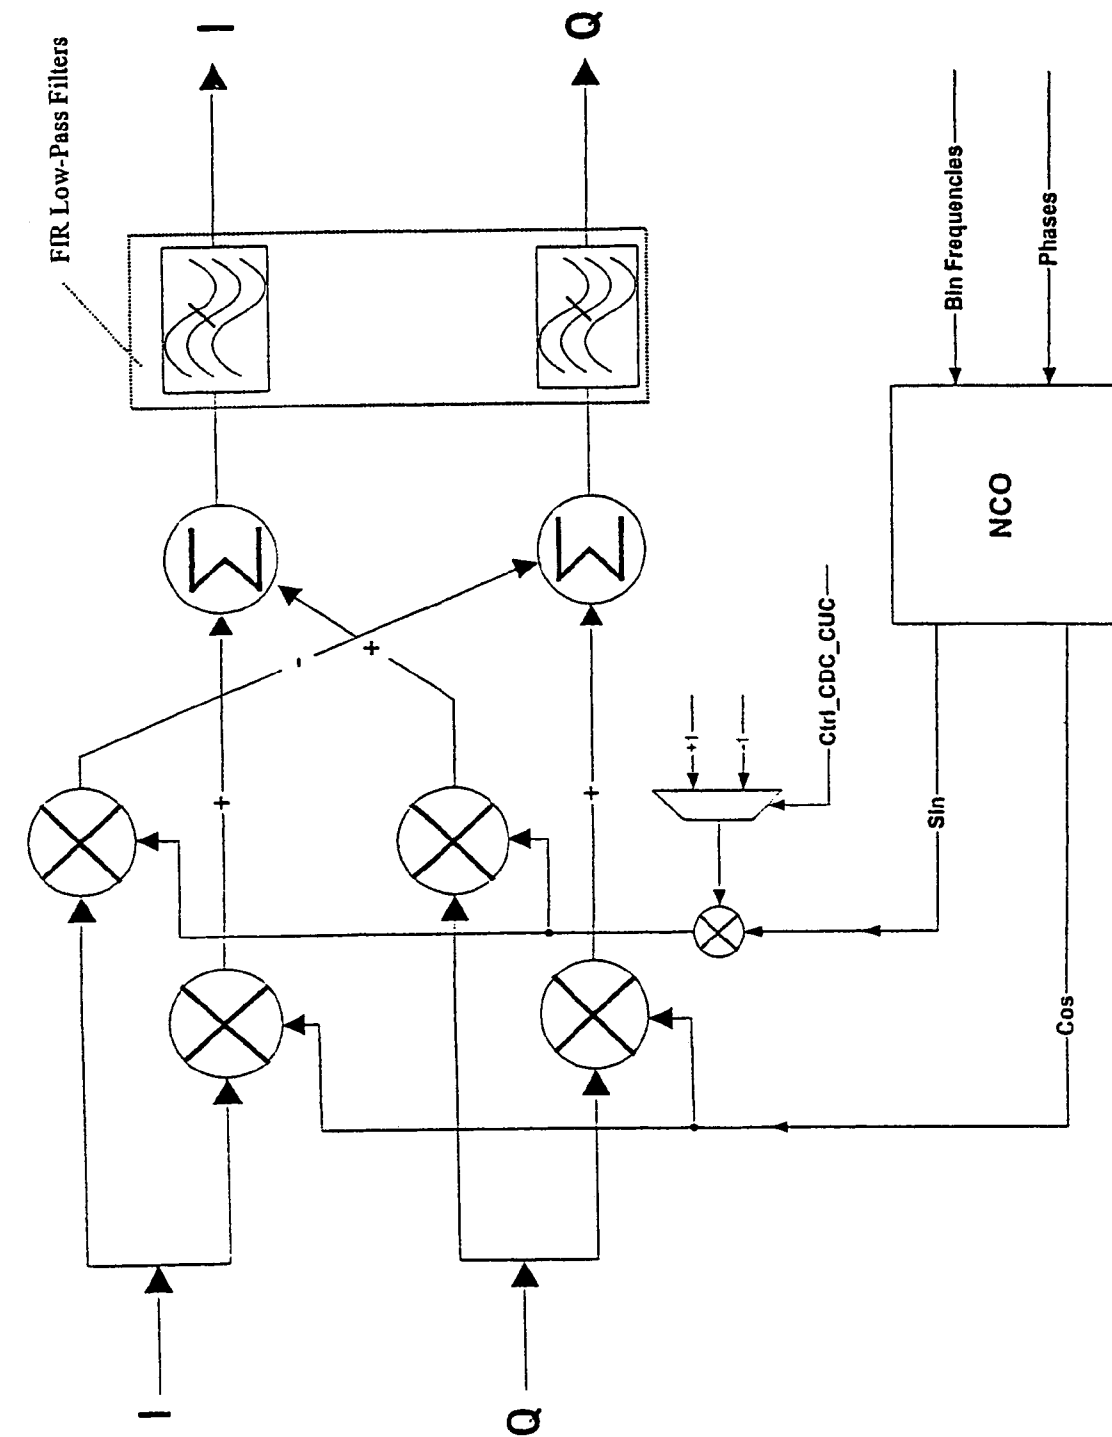 FIR Low-Pass Filters
I
Q
I
Q
Σ
Σ
+
-
+
+
+1
-1
Ctrl_CDC_CUC
Sin
Cos
NCO
Bin Frequencies
Phases